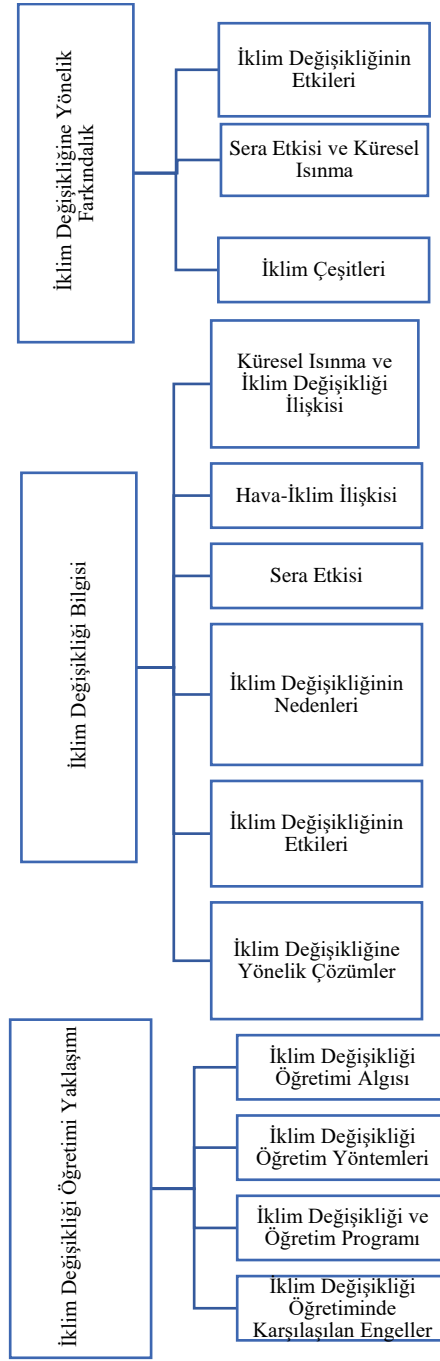 İklim Değişikliğine Yönelik
Farkındalık
İklim Değişikliğinin
Etkileri
Sera Etkisi ve Küresel
Isınma
İklim Çeşitleri
İklim Değişikliği Bilgisi
Küresel Isınma ve
İklim Değişikliği
İlişkisi
Hava-İklim İlişkisi
Sera Etkisi
İklim Değişikliğinin
Nedenleri
İklim Değişikliğinin
Etkileri
İklim Değişikliğine
Yönelik Çözümler
İklim Değişikliği Öğretimi Yaklaşımı
İklim Değişikliği
Öğretimi Algısı
İklim Değişikliği
Öğretim Yöntemleri
İklim Değişikliği ve
Öğretim Programı
İklim Değişikliği
Öğretiminde
Karşılaşılan Engeller